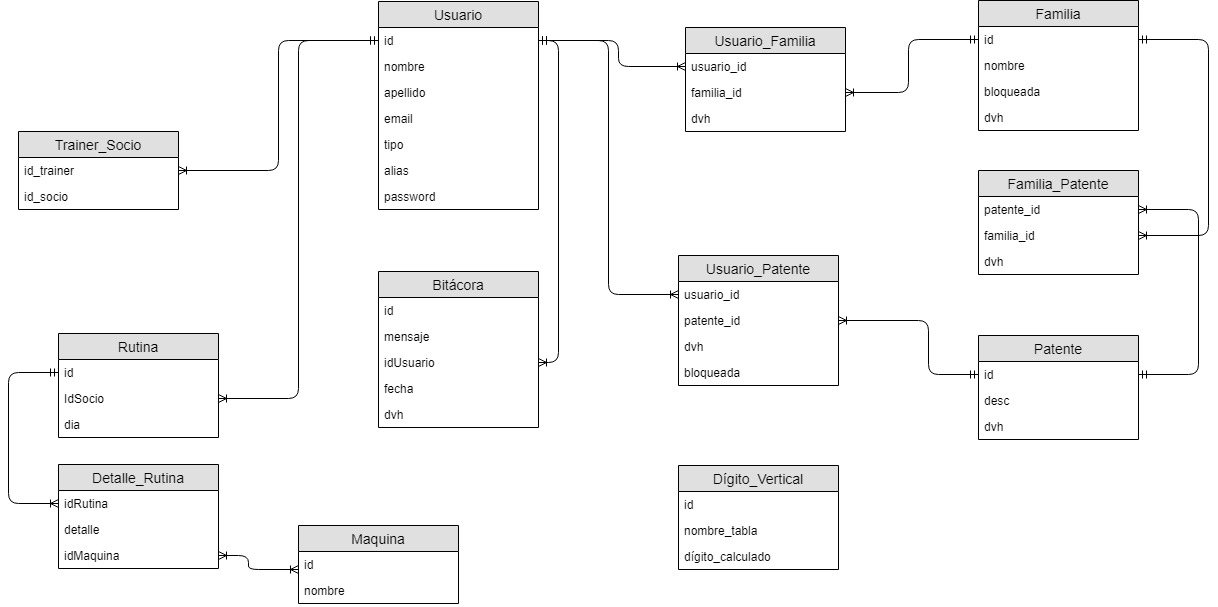 Usuario
id
nombre
apellido
email
tipo
alias
password
Usuario_Familia
usuario_id
familia_id
dvh
Familia
id
nombre
bloqueada
dvh
Trainer_Socio
id_trainer
id_socio
Familia_Patente
patente_id
familia_id
dvh
Bitácora
id
mensaje
idUsuario
fecha
dvh
Usuario_Patente
usuario_id
patente_id
dvh
bloqueada
Rutina
id
IdSocio
dia
Patente
id
desc
dvh
Detalle_Rutina
idRutina
detalle
idMaquina
Maquina
id
nombre
Dígito_Vertical
id
nombre_tabla
dígito_calculado